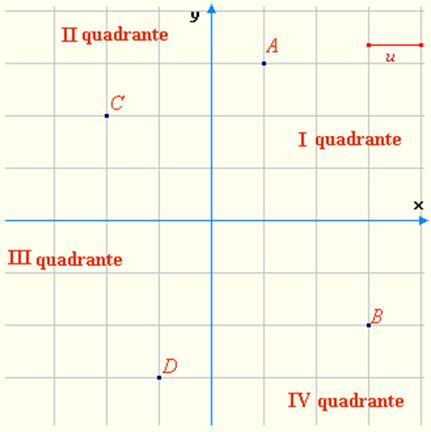 y
II quadrante
A
u
C
I quadrante
x
III quadrante
B
D
IV quadrante